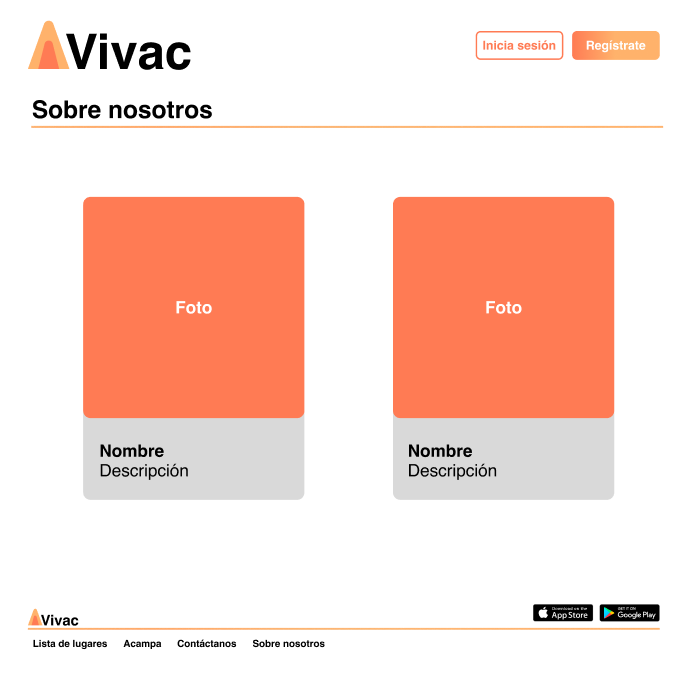 Vivac
Inicia sesión
Regístrate
Sobre nosotros
Foto
Foto
Nombre
Descripción
Nombre
Descripción
Vivac
Download on the
App Store
GET IT ON
Google Play
Lista de lugares
Acampa
Contáctanos
Sobre nosotros